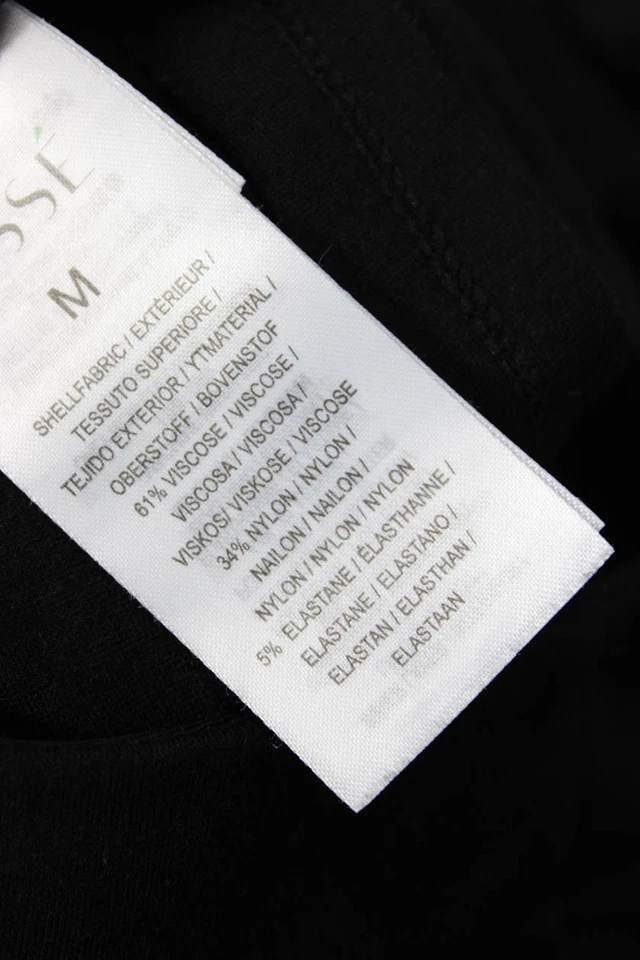 SSÉ
M
SHELLFABRIC / EXTÉRIEUR /
TESSUTO SUPERIORE /
TEJIDO EXTERIOR / YTMATERIAL /
OBERSTOFF / BOVENSTOF
61% VISCOSE / VISCOSE /
VISCOSA / VISCOSA /
VISKOS/ VISKOSE / VISCOSE
34% NYLON / NYLON /
NAILON / NAILON /
NYLON / NYLON / NYLON
5% ELASTANE / ÉLASTHANNE /
ELASTANE / ELASTANO /
ELASTAN / ELASTHAN /
ELASTAAN